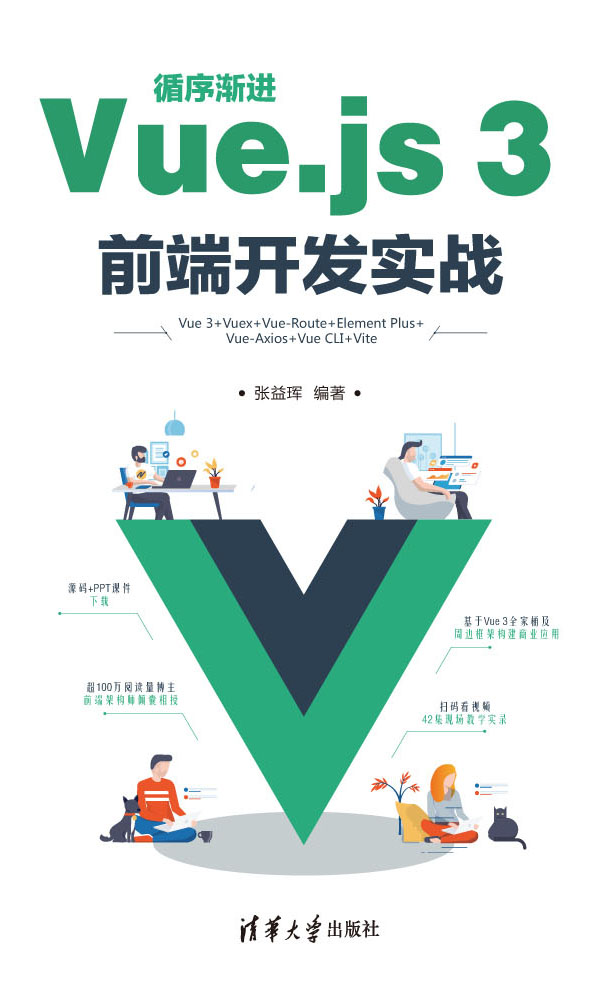 循序渐进
Vue.js 3
前端开发实战
Vue 3+Vuex+Vue-Route+Element Plus+
Vue-Axios+Vue CLI+Vite
• 张益珲 编著 •
源码+PPT课件
下载
基于Vue 3全家桶及
周边框架构建商业应用
超100万阅读量博主
前端架构师倾囊相授
扫码看视频
42集现场教学实录
清华大学出版社